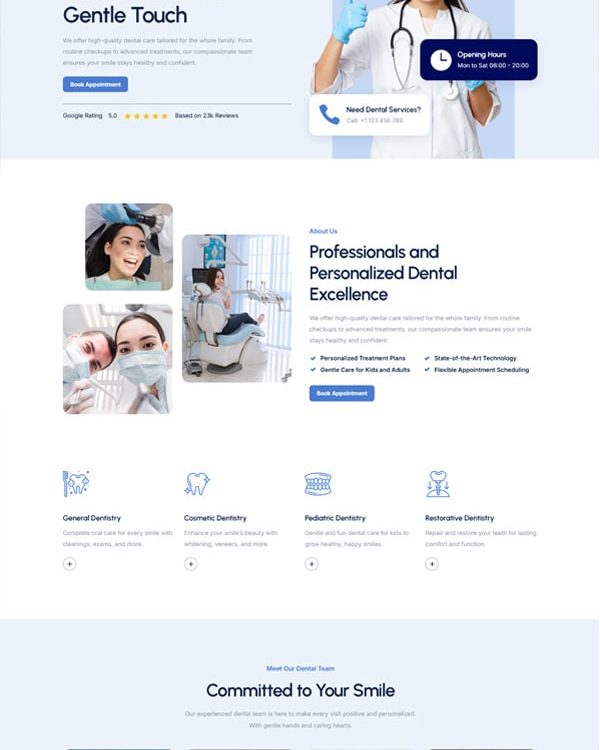 Gentle Touch
We offer high-quality dental care tailored for the whole family. From
routine checkups to advanced treatments, our compassionate team
ensures your smile stays healthy and confident.
Book Appointment
Google Rating 5.0 Based on 23k Reviews
Opening Hours
Mon to Sat 08:00 - 20:00
Need Dental Services?
Call: +1 123 456 789
About Us
Professionals and
Personalized Dental
Excellence
We offer high-quality dental care tailored for the whole family. From routine
checkups to advanced treatments, our compassionate team ensures your smile
stays healthy and confident.
Personalized Treatment Plans
State-of-the-Art Technology
Gentle Care for Kids and Adults
Flexible Appointment Scheduling
Book Appointment
General Dentistry
Complete oral care for every smile with
cleanings, exams, and more.
Cosmetic Dentistry
Enhance your smile's beauty with
whitening, veneers, and more.
Pediatric Dentistry
Gentle and fun dental care for kids to
grow healthy, happy smiles.
Restorative Dentistry
Repair and restore your teeth for lasting
comfort and function.
Meet Our Dental Team
Committed to Your Smile
Our experienced dental team is here to make every visit positive and personalized.
With gentle hands and caring hearts.